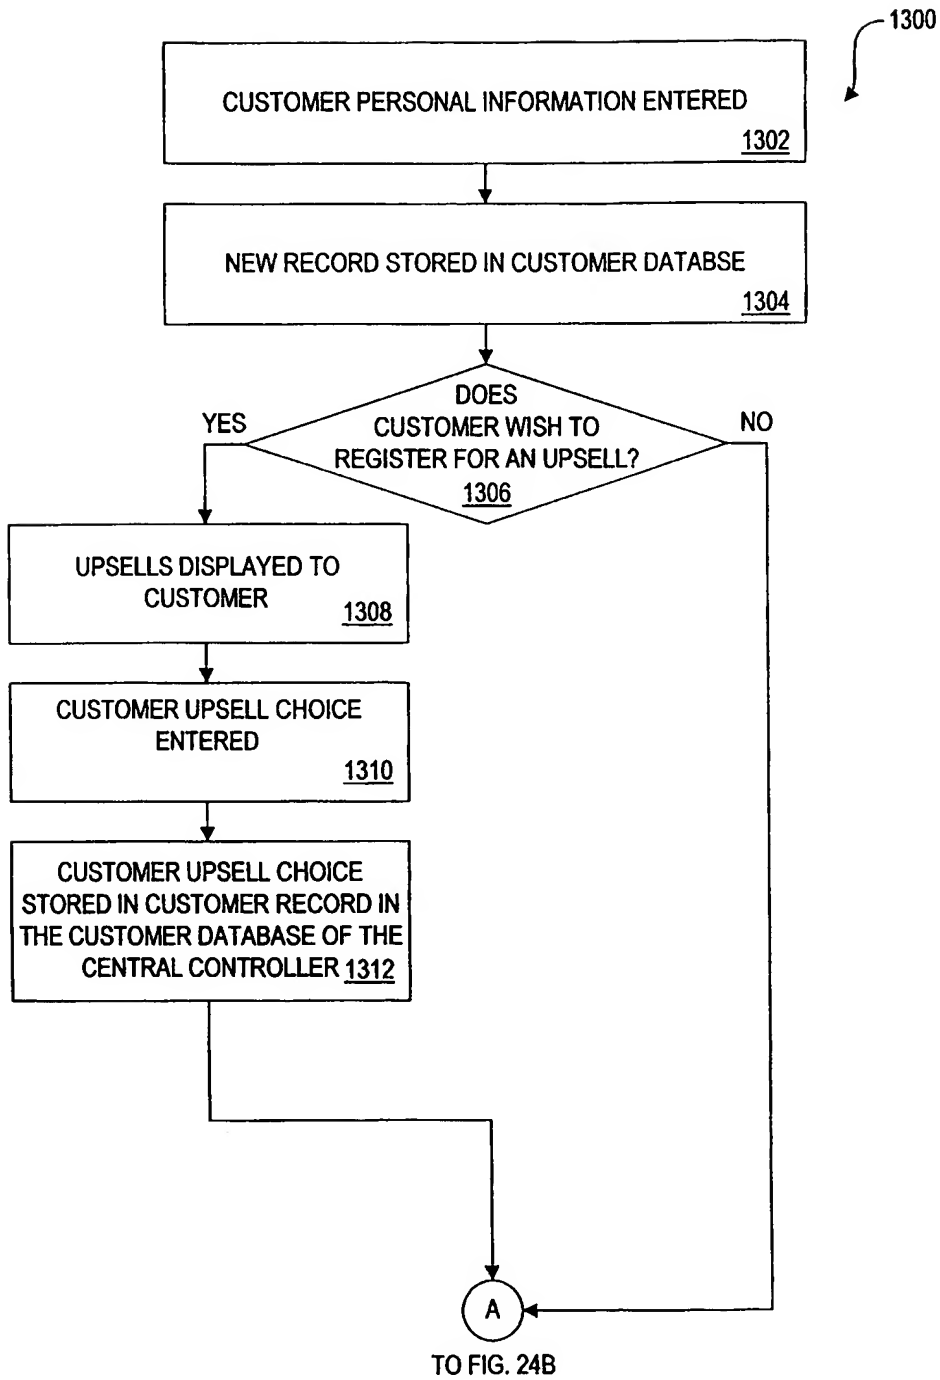 1300
CUSTOMER PERSONAL INFORMATION ENTERED
1302
NEW RECORD STORED IN CUSTOMER DATABSE
1304
DOES
CUSTOMER WISH TO
REGISTER FOR AN UPSELL?
1306
YES
NO
UPSELLS DISPLAYED TO
CUSTOMER
1308
CUSTOMER UPSELL CHOICE
ENTERED
1310
CUSTOMER UPSELL CHOICE
STORED IN CUSTOMER RECORD IN
THE CUSTOMER DATABASE OF THE
CENTRAL CONTROLLER 1312
A
TO FIG. 24B